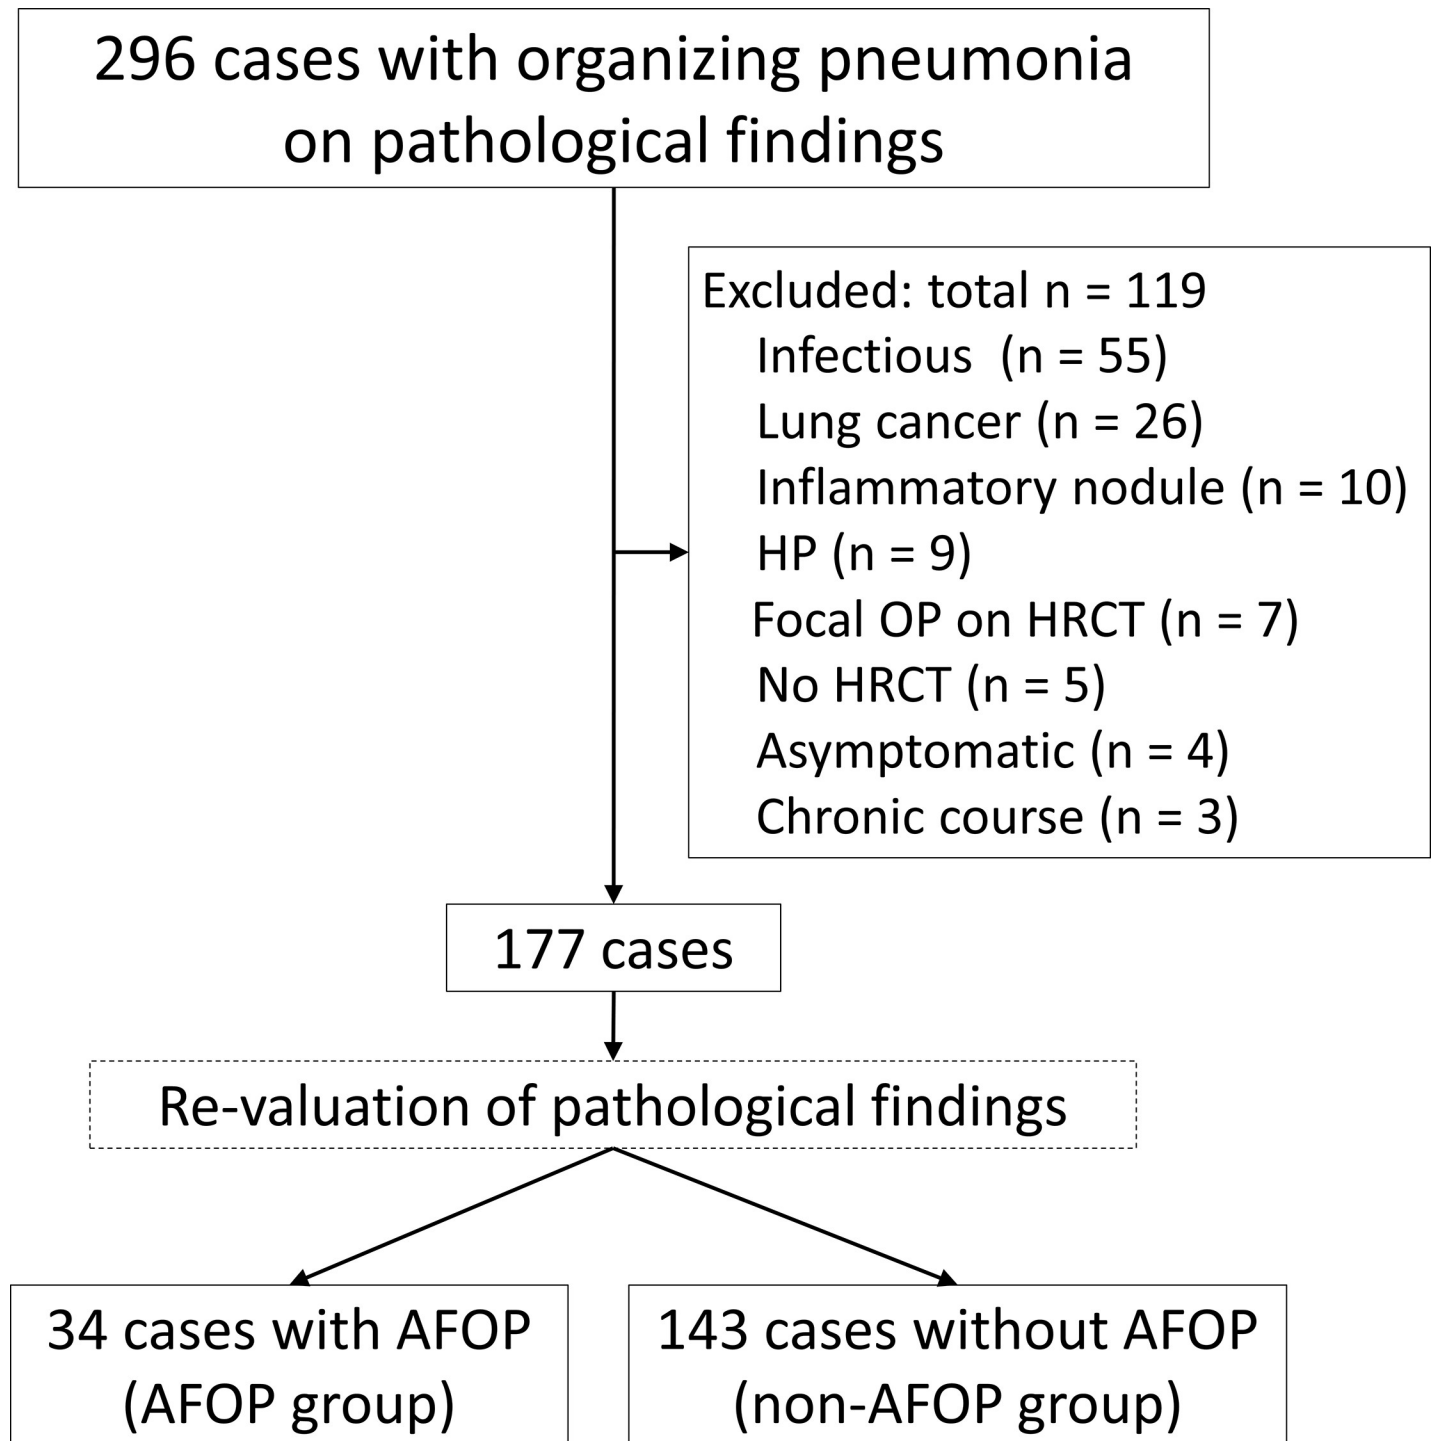 296 cases with organizing pneumonia
on pathological findings
Excluded: total n = 119
Infectious  (n = 55)
Lung cancer (n = 26)
Inflammatory nodule (n = 10)
HP (n = 9)
Focal OP on HRCT (n = 7)
No HRCT (n = 5)
Asymptomatic (n = 4)
Chronic course (n = 3)
177 cases
Re-valuation of pathological findings
34 cases with AFOP
(AFOP group)
143 cases without AFOP
(non-AFOP group)